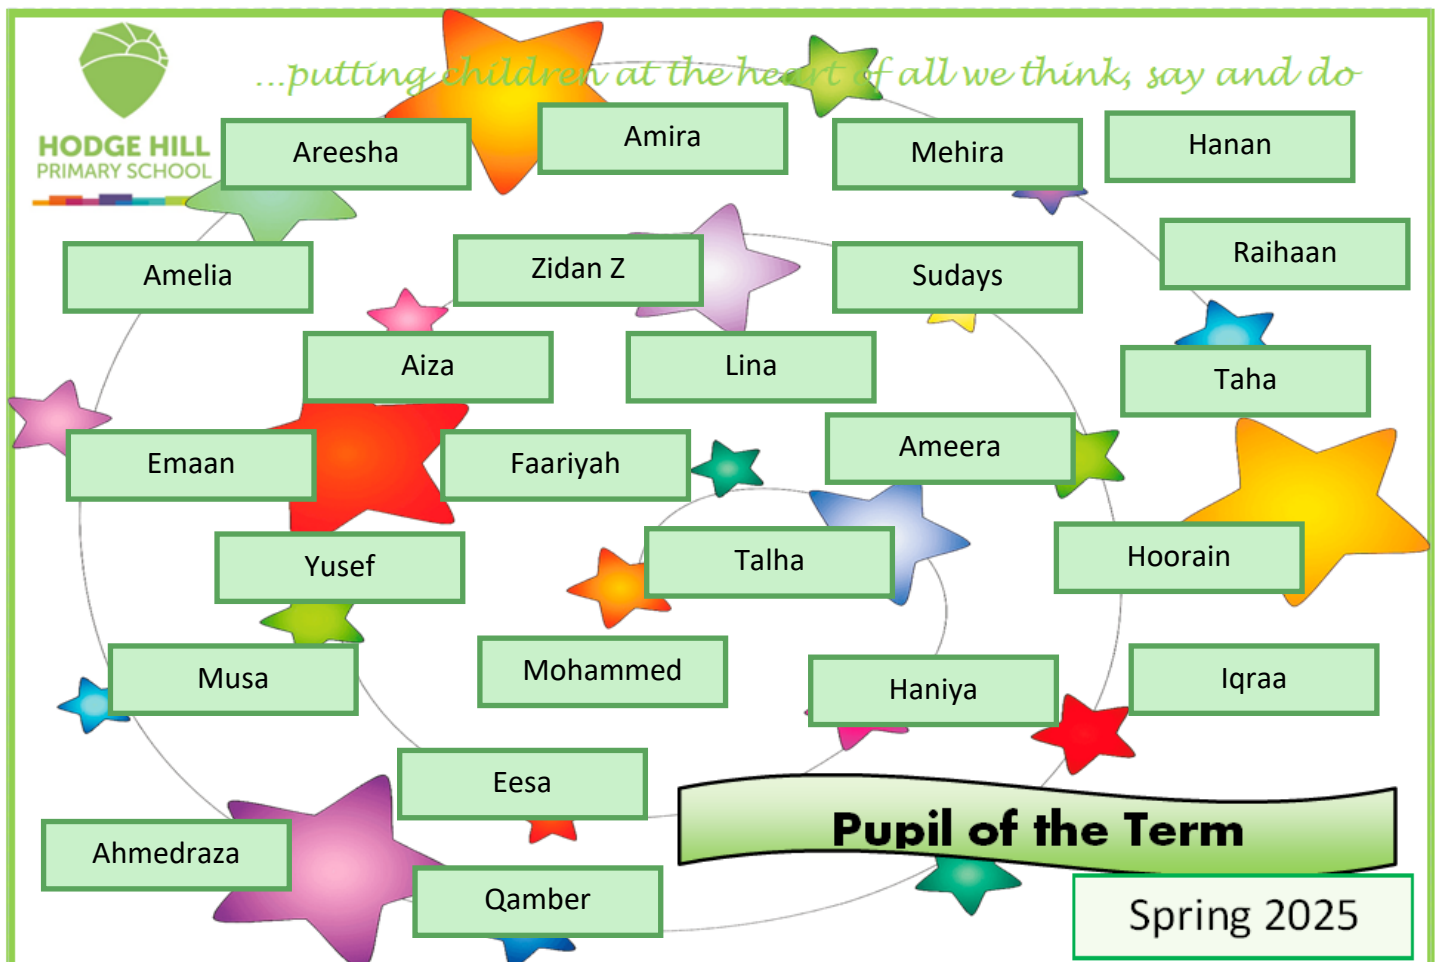 ...putting children at the heart of all we think, say and do
HODGE HILL
PRIMARY SCHOOL
Areesha
Amira
Mehira
Hanan
Amelia
Zidan Z
Sudays
Raihaan
Aiza
Lina
Taha
Emaan
Faariyah
Ameera
Yusef
Talha
Hoorain
Musa
Mohammed
Haniya
Iqraa
Eesa
Ahmedraza
Qamber
Pupil of the Term
Spring 2025